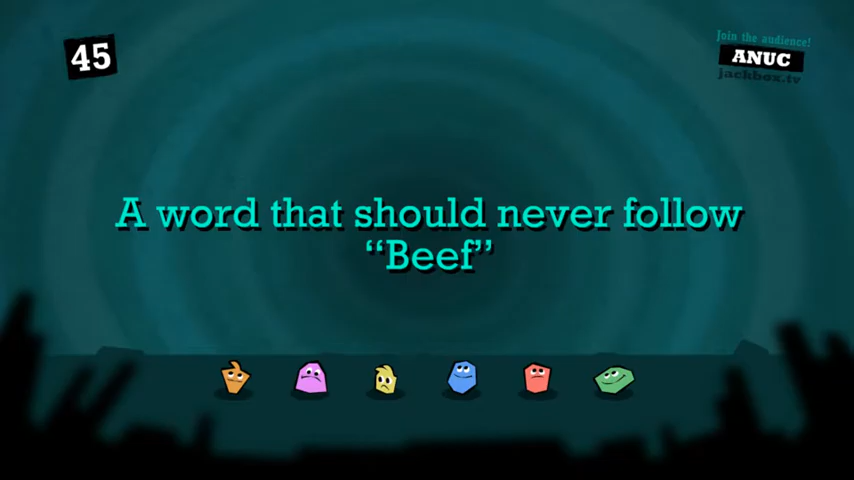 45
Join the audience!
ANUC
jackbox.tv
A word that should never follow
“Beef”